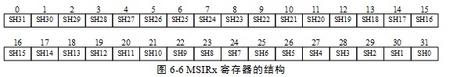 0 1 2 3 4 5 6 7 8 9 10 11 12 13 14 15
SH31 SH30 SH29 SH28 SH27 SH26 SH25 SH24 SH23 SH22 SH21 SH20 SH19 SH18 SH17 SH16
16 17 18 19 20 21 22 23 24 25 26 27 28 29 30 31
SH15 SH14 SH13 SH12 SH11 SH10 SH9 SH8 SH7 SH6 SH5 SH4 SH3 SH2 SH1 SH0
图 6-6 MSIRx 寄存器的结构